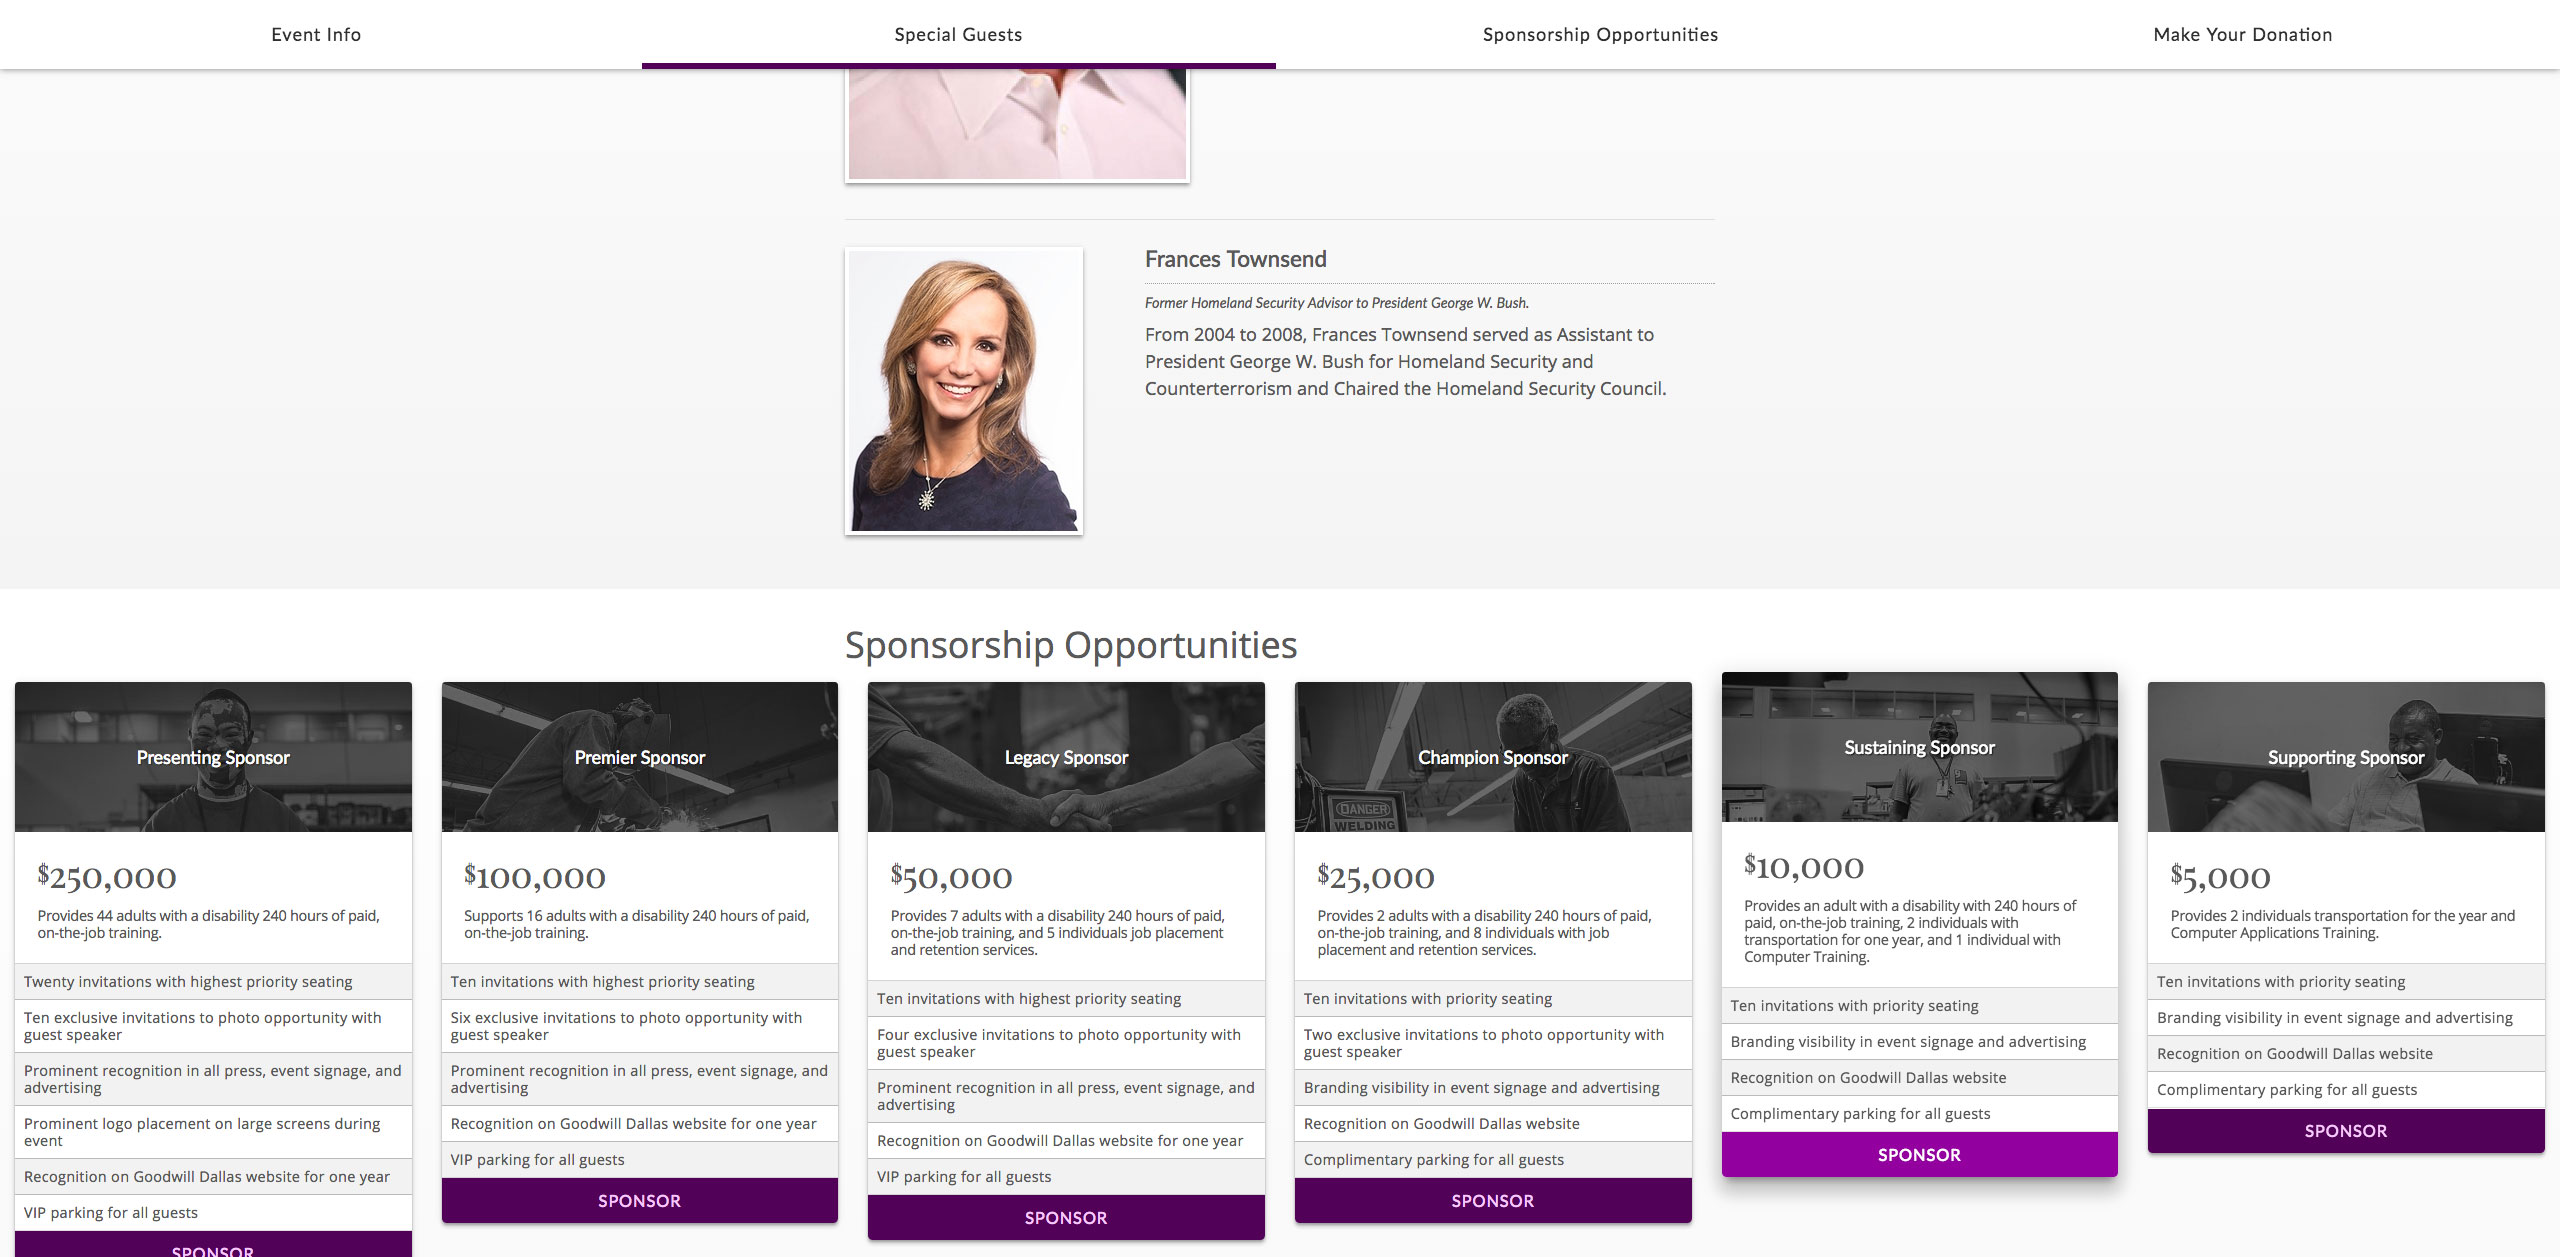 Event Info
Special Guests
Sponsorship Opportunities
Make Your Donation
Frances Townsend
Former Homeland Security Advisor to President George W. Bush.
From 2004 to 2008, Frances Townsend served as Assistant to
President George W. Bush for Homeland Security and
Counterterrorism and Chaired the Homeland Security Council.
Sponsorship Opportunities
Presenting Sponsor
$250,000
Provides 44 adults with a disability 240 hours of paid,
on-the-job training.
Twenty invitations with highest priority seating
Ten exclusive invitations to photo opportunity with
guest speaker
Prominent recognition in all press, event signage, and
advertising
Prominent logo placement on large screens during
event
Recognition on Goodwill Dallas website for one year
VIP parking for all guests
SPONSOR
Premier Sponsor
$100,000
Supports 16 adults with a disability 240 hours of paid,
on-the-job training.
Ten invitations with highest priority seating
Six exclusive invitations to photo opportunity with
guest speaker
Prominent recognition in all press, event signage, and
advertising
Recognition on Goodwill Dallas website for one year
VIP parking for all guests
SPONSOR
Legacy Sponsor
$50,000
Provides 7 adults with a disability 240 hours of paid,
on-the-job training, and 5 individuals job placement
and retention services.
Ten invitations with highest priority seating
Four exclusive invitations to photo opportunity with
guest speaker
Prominent recognition in all press, event signage, and
advertising
Recognition on Goodwill Dallas website for one year
VIP parking for all guests
SPONSOR
Champion Sponsor
DANGER
WELDING
$25,000
Provides 2 adults with a disability 240 hours of paid,
on-the-job training, and 8 individuals with job
placement and retention services.
Ten invitations with priority seating
Two exclusive invitations to photo opportunity with
guest speaker
Branding visibility in event signage and advertising
Recognition on Goodwill Dallas website
Complimentary parking for all guests
SPONSOR
Sustaining Sponsor
$10,000
Provides an adult with a disability with 240 hours of
paid, on-the-job training, 2 individuals with
transportation for one year, and 1 individual with
Computer Training.
Ten invitations with priority seating
Branding visibility in event signage and advertising
Recognition on Goodwill Dallas website
Complimentary parking for all guests
SPONSOR
Supporting Sponsor
$5,000
Provides 2 individuals transportation for the year and
Computer Applications Training.
Ten invitations with priority seating
Branding visibility in event signage and advertising
Recognition on Goodwill Dallas website
Complimentary parking for all guests
SPONSOR